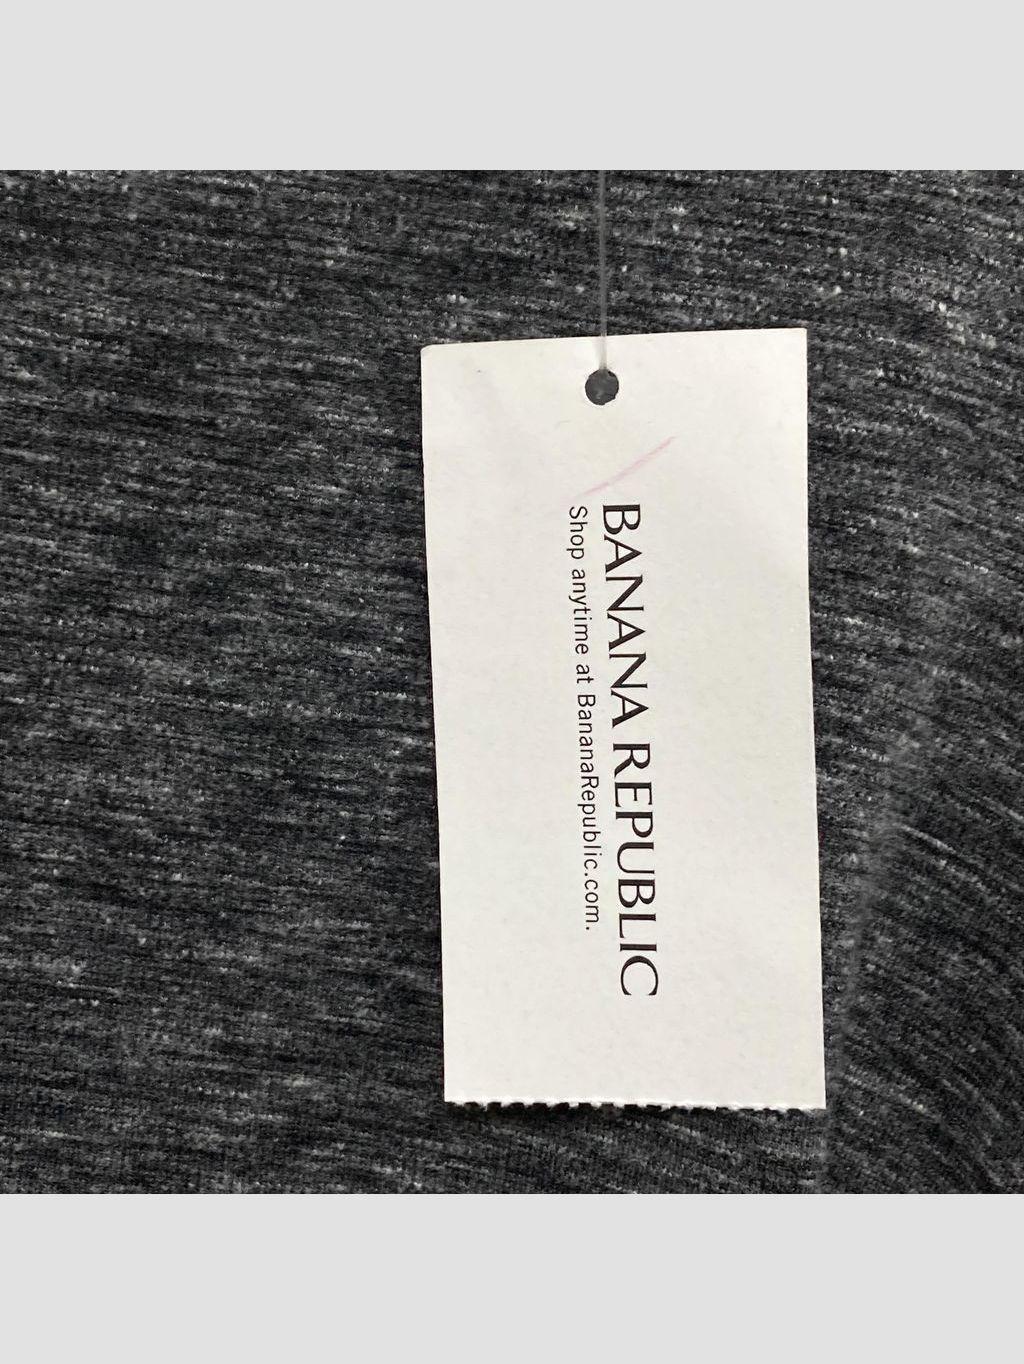 BANANA REPUBLIC
Shop anytime at BananaRepublic.com.